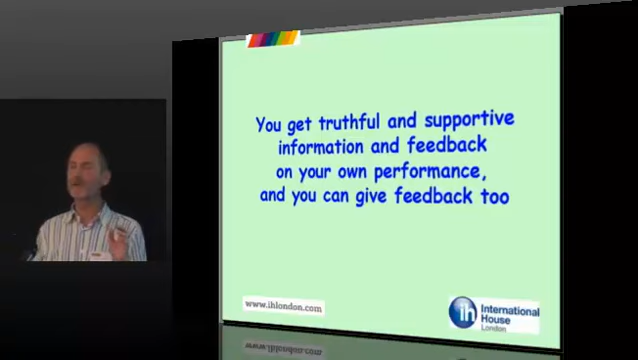 You get truthful and supportive
information and feedback
on your own performance,
and you can give feedback too
www.ihlondon.com
ih International
House
London